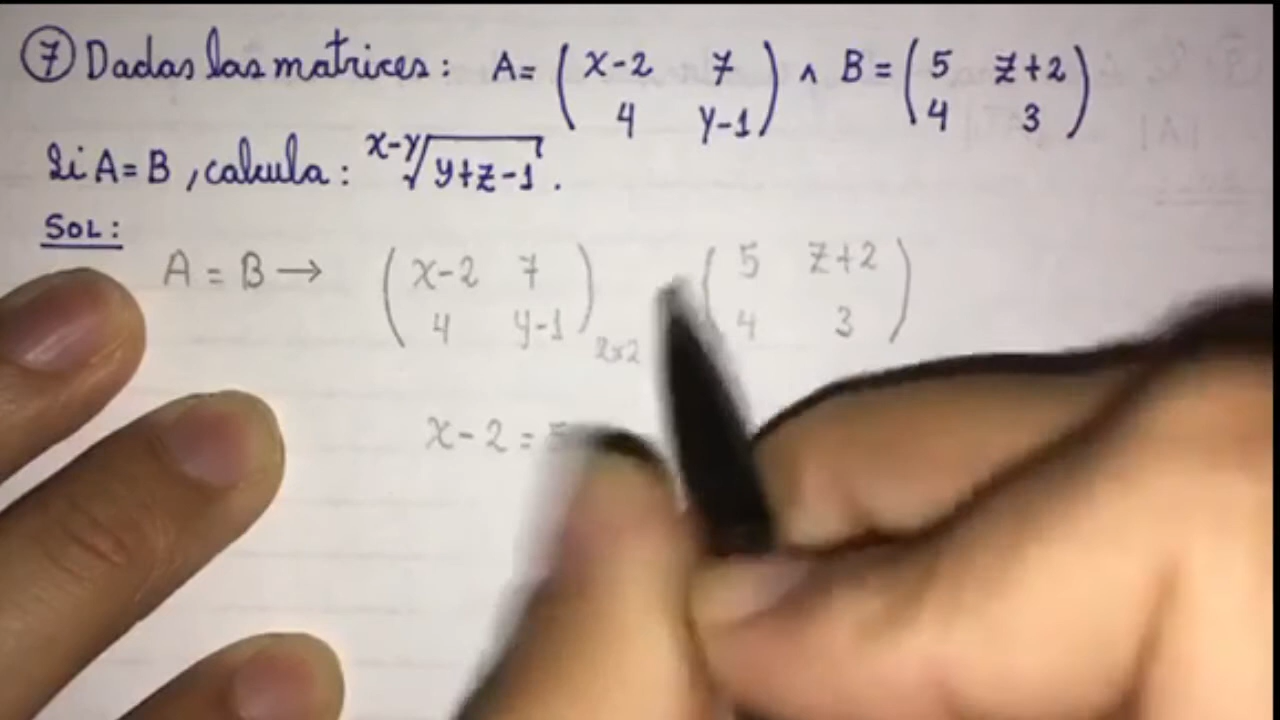 ⑦ Dadas las matrices: A= ( x-2 7 ) ∧ B = ( 5 z+2 )
4 y-1 4 3
Si A=B, calcula: x-y√y+z-1.
SOL:
A = B → ( x-2 7 ) ( 5 z+2 )
4 y-1 2x2 4 3
x-2 =